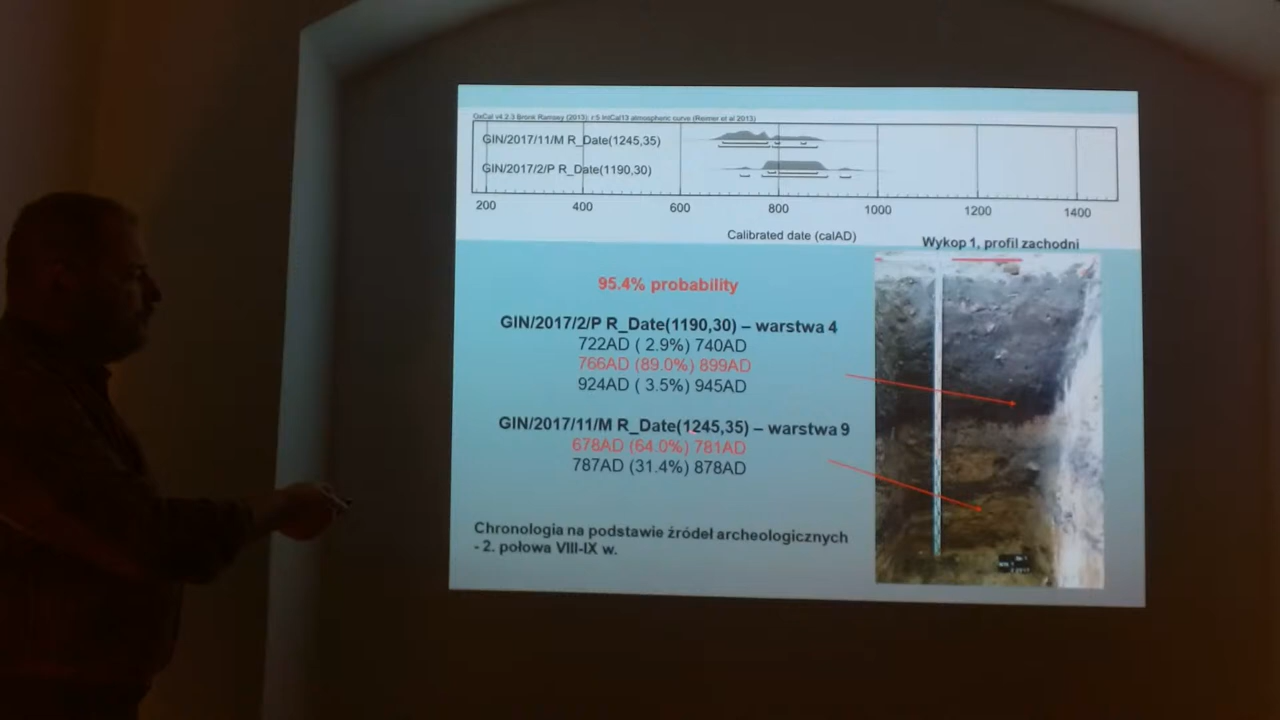 OxCal v4.2.3 Bronk Ramsey (2013); r:5 IntCal13 atmospheric curve (Reimer et al 2013)
GIN/2017/11/M R_Date(1245,35)
GIN/2017/2/P R_Date(1190,30)
200 400 600 800 1000 1200 1400
Calibrated date (calAD)
Wykop 1, profil zachodni
95.4% probability
GIN/2017/2/P R_Date(1190,30) – warstwa 4
722AD ( 2.9%) 740AD
766AD (89.0%) 899AD
924AD ( 3.5%) 945AD
GIN/2017/11/M R_Date(1245,35) – warstwa 9
678AD (64.0%) 781AD
787AD (31.4%) 878AD
Chronologia na podstawie źródeł archeologicznych
- 2. połowa VIII-IX w.